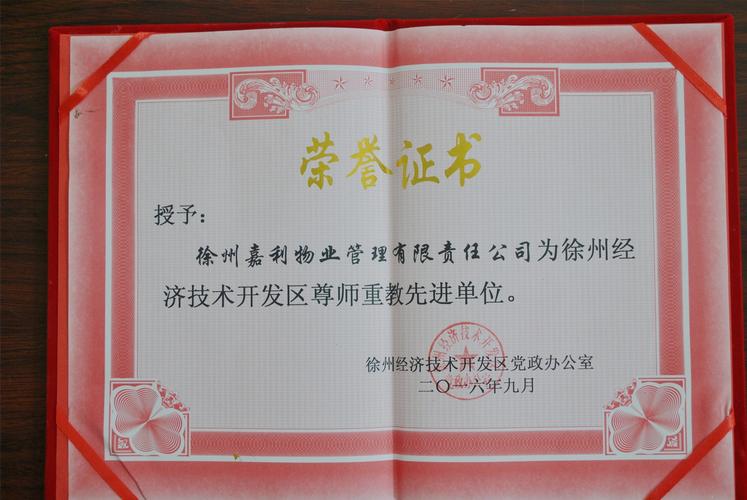 荣誉证书
授予：
徐州嘉利物业管理有限责任公司为徐州经
济技术开发区尊师重教先进单位。
徐州经济技术开发区党政办公室
二〇一六年九月